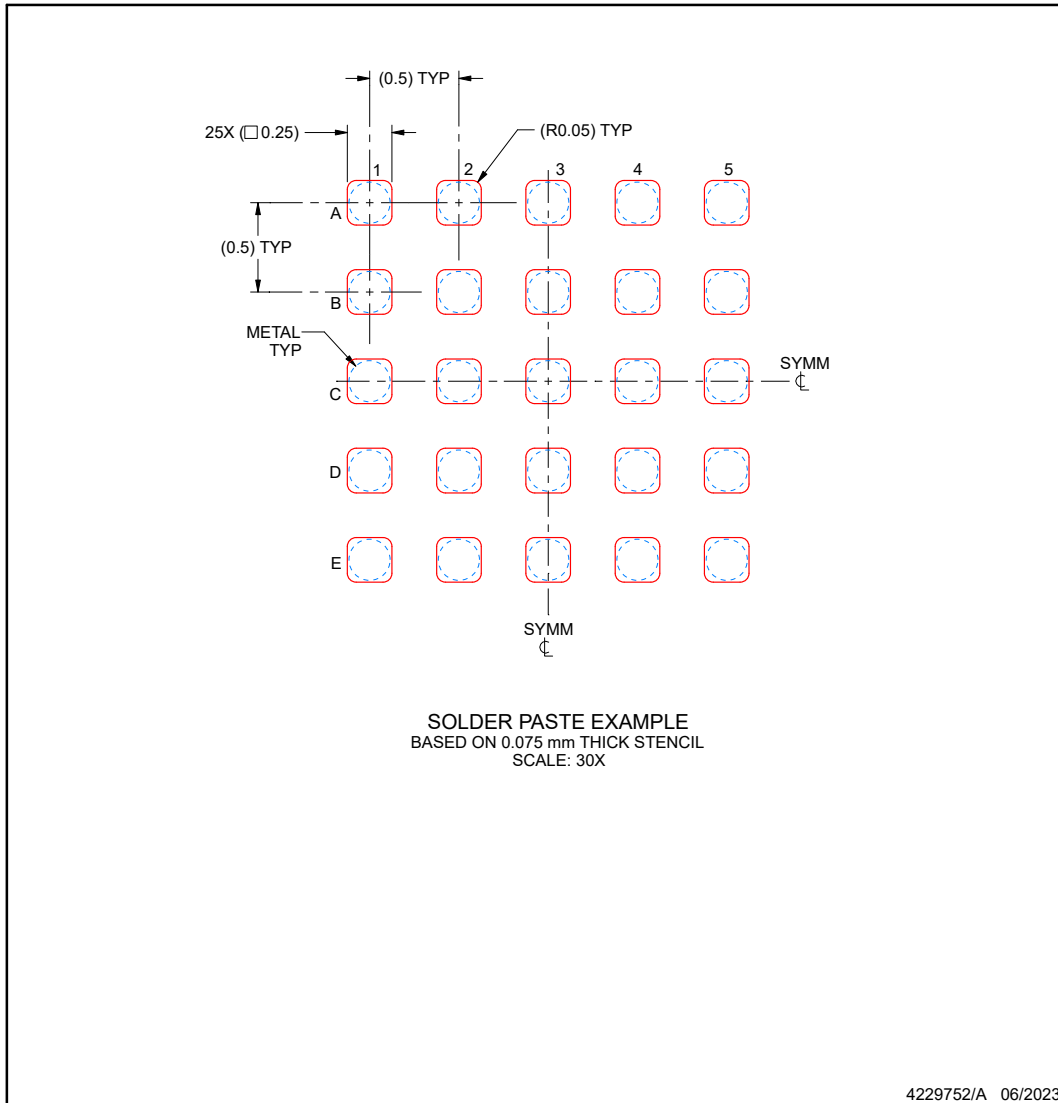 (0.5) TYP
25X (□ 0.25)
(R0.05) TYP
1
2
3
4
5
A
(0.5) TYP
B
METAL
TYP
SYMM
℄
C
D
E
SYMM
℄
SOLDER PASTE EXAMPLE
BASED ON 0.075 mm THICK STENCIL
SCALE: 30X
4229752/A 06/2023